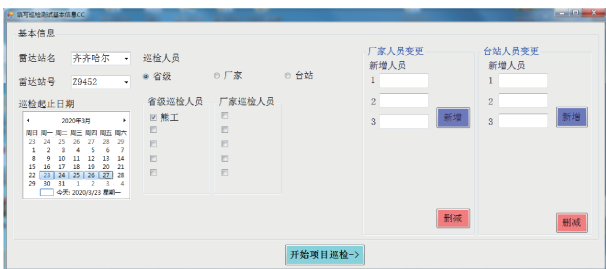 填写巡检测试基本信息CC
基本信息
雷达站名 齐齐哈尔
雷达站号 Z9452
巡检起止日期
2020年3月
周日 周一 周二 周三 周四 周五 周六
23 24 25 26 27 28 29
1 2 3 4 5 6 7
8 9 10 11 12 13 14
15 16 17 18 19 20 21
22 23 24 25 26 27 28
29 30 31 1 2 3 4
今天: 2020/3/23 星期一
巡检人员
省级 厂家 台站
省级巡检人员 厂家巡检人员
熊工
厂家人员变更
新增人员
1
2
3
新增
删减
台站人员变更
新增人员
1
2
3
新增
删减
开始项目巡检->